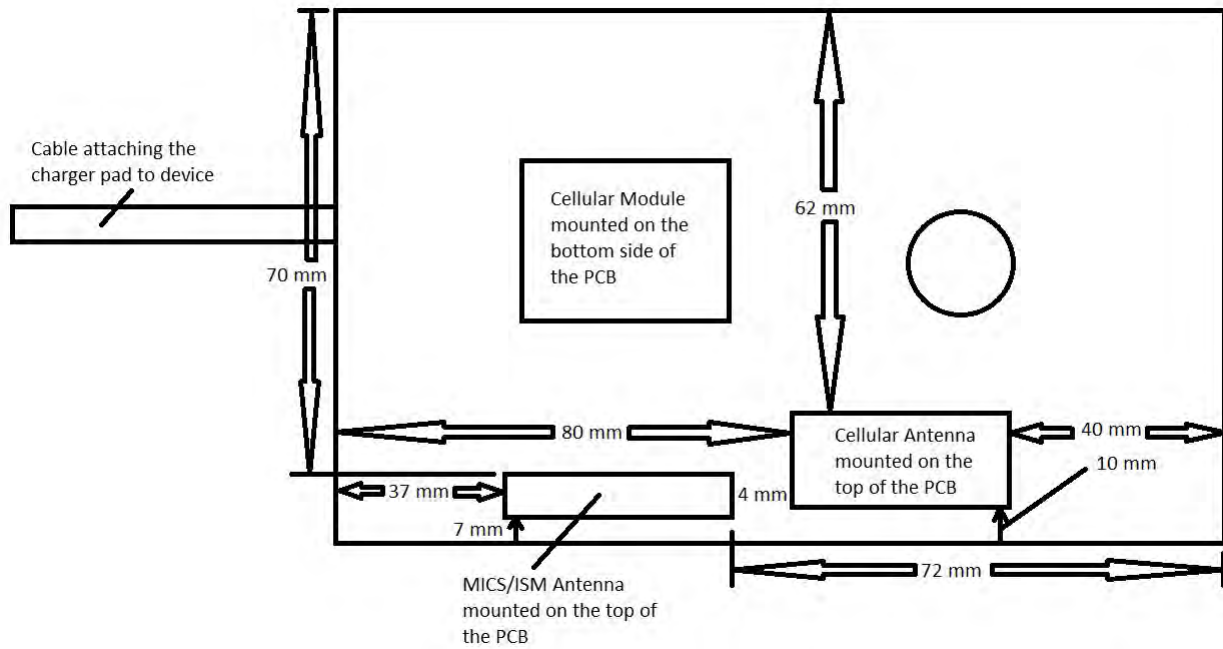 Cable attaching the
charger pad to device
70 mm
Cellular Module
mounted on the
bottom side of
the PCB
62 mm
80 mm
Cellular Antenna
mounted on the
top of the PCB
40 mm
10 mm
37 mm
4 mm
7 mm
72 mm
MICS/ISM Antenna
mounted on the top of
the PCB